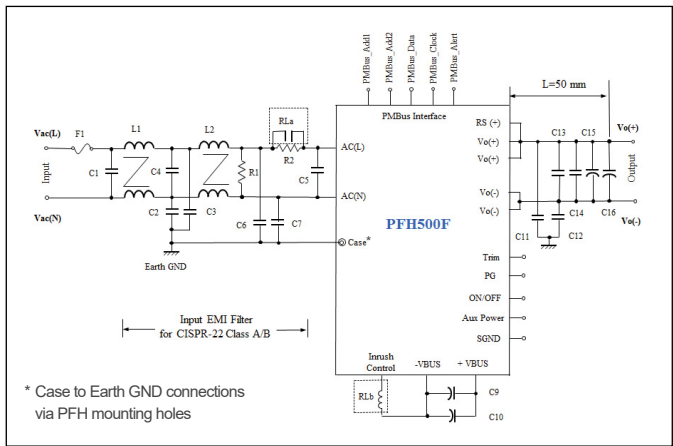 PMBus_Add1
PMBus_Add2
PMBus_Data
PMBus_Clock
PMBus_Alert
L=50 mm
PMBus Interface
Vac(L)
F1
L1
L2
RLa
R2
AC(L)
RS (+)
Vo(+)
Vo(+)
C13
C15
Vo(+)
Input
C1
C4
R1
C5
Output
Vac(N)
C2
C3
C6
C7
AC(N)
PFH500F
Vo(-)
Vo(-)
C11
C14
C12
C16
Vo(-)
Case*
Earth GND
Trim
PG
ON/OFF
Aux Power
SGND
Input EMI Filter
for CISPR-22 Class A/B
Inrush
Control
-VBUS
+ VBUS
RLb
C9
C10
* Case to Earth GND connections
via PFH mounting holes